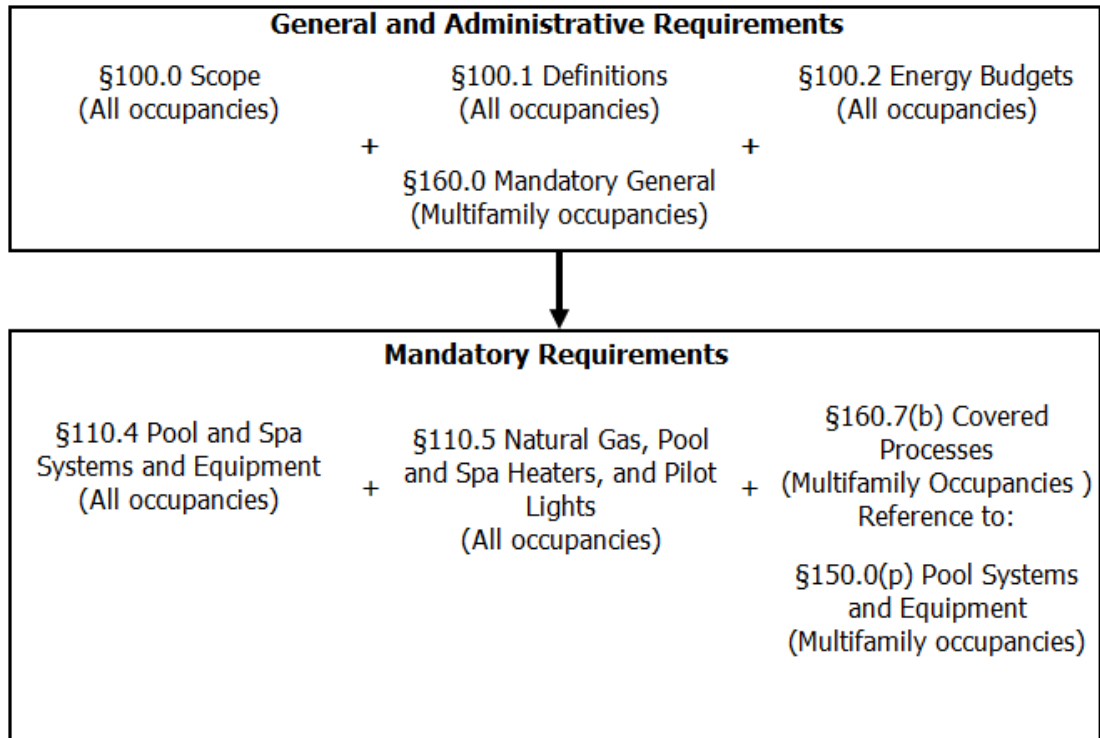 General and Administrative Requirements
§100.0 Scope
(All occupancies)
+
§100.1 Definitions
(All occupancies)
§160.0 Mandatory General
(Multifamily occupancies)
+
§100.2 Energy Budgets
(All occupancies)
Mandatory Requirements
§110.4 Pool and Spa
Systems and Equipment
(All occupancies)
+
§110.5 Natural Gas, Pool
and Spa Heaters, and Pilot
Lights
(All occupancies)
+
§160.7(b) Covered
Processes
(Multifamily Occupancies )
Reference to:
§150.0(p) Pool Systems
and Equipment
(Multifamily occupancies)